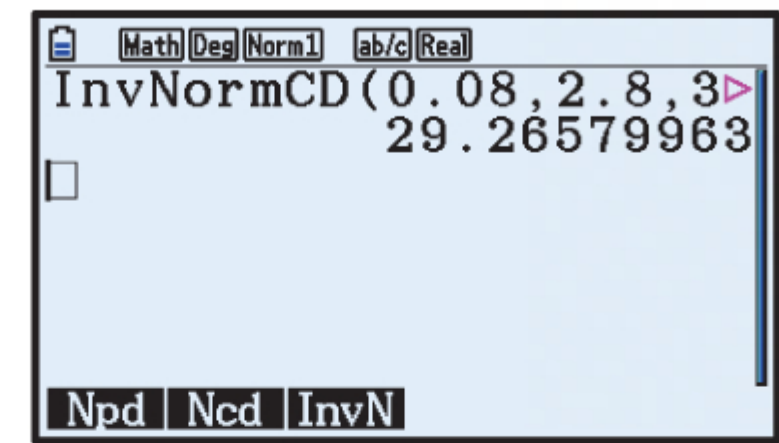 Math Deg Norm1 ab/c Real
InvNormCD(0.08,2.8,3
29.26579963
Npd Ncd InvN